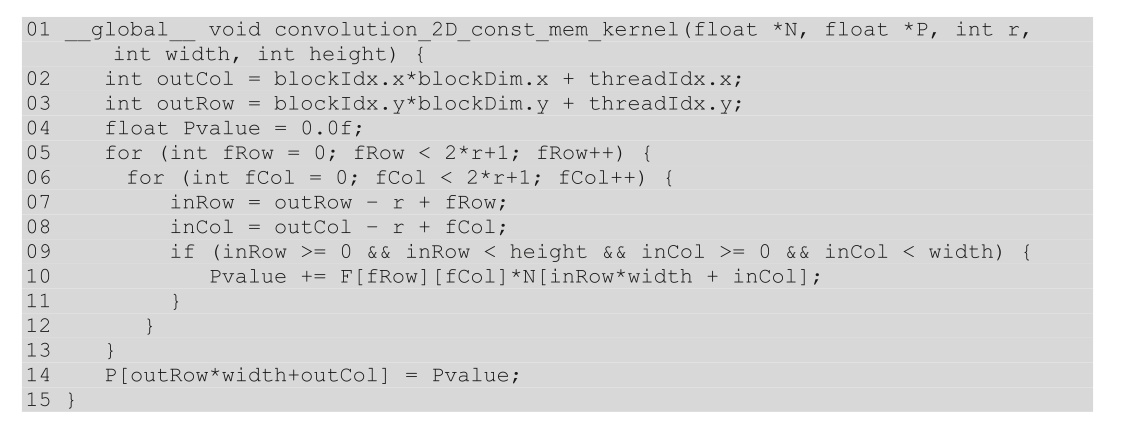 01 __global__ void convolution_2D_const_mem_kernel(float *N, float *P, int r,
int width, int height) {
02 int outCol = blockIdx.x*blockDim.x + threadIdx.x;
03 int outRow = blockIdx.y*blockDim.y + threadIdx.y;
04 float Pvalue = 0.0f;
05 for (int fRow = 0; fRow < 2*r+1; fRow++) {
06 for (int fCol = 0; fCol < 2*r+1; fCol++) {
07 inRow = outRow – r + fRow;
08 inCol = outCol – r + fCol;
09 if (inRow >= 0 && inRow < height && inCol >= 0 && inCol < width) {
10 Pvalue += F[fRow][fCol]*N[inRow*width + inCol];
11 }
12 }
13 }
14 P[outRow*width+outCol] = Pvalue;
15 }